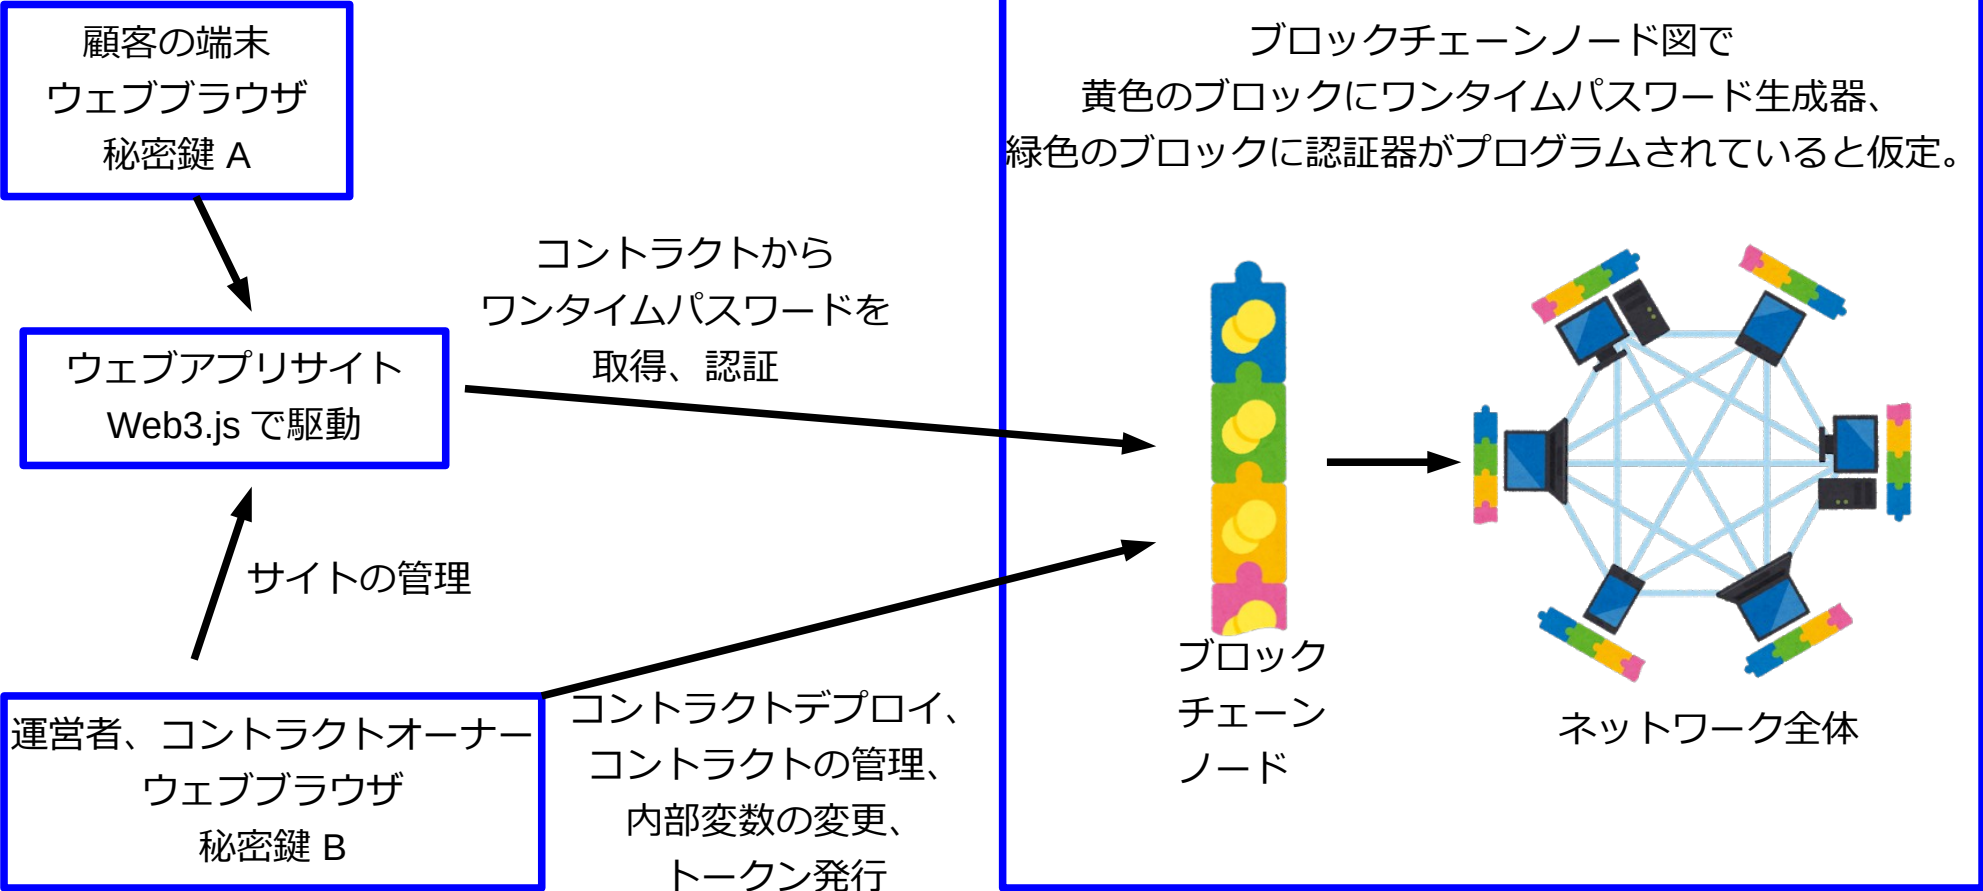 顧客の端末
ウェブブラウザ
秘密鍵 A
ブロックチェーンノード図で
黄色のブロックにワンタイムパスワード生成器、
緑色のブロックに認証器がプログラムされていると仮定。
コントラクトから
ワンタイムパスワードを
取得、認証
ウェブアプリサイト
Web3.js で駆動
サイトの管理
運営者、コントラクトオーナー
ウェブブラウザ
秘密鍵 B
コントラクトデプロイ、
コントラクトの管理、
内部変数の変更、
トークン発行
ブロック
チェーン
ノード
ネットワーク全体